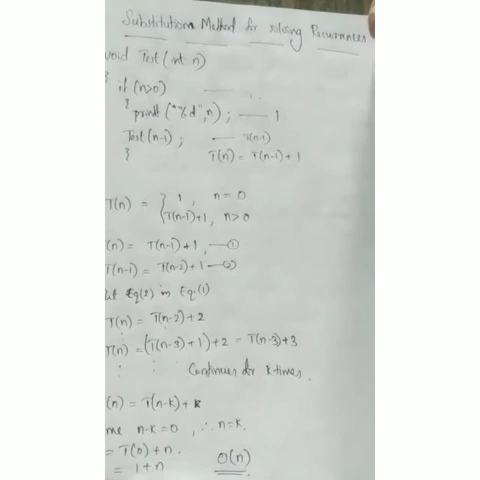 Substitution Method for solving Recurrences
void Test(int n)
{ if (n>0)
{ printf("%d",n); —— 1
Test(n-1); —— T(n-1)
} T(n) = T(n-1) + 1
T(n) = { 1, n = 0
T(n-1)+1, n>0
(n) = T(n-1)+1, —①
T(n-1) = T(n-2)+1 —②
ut Eq(2) in Eq.(1)
T(n) = T(n-2)+2
T(n) = (T(n-3)+1)+2 = T(n-3)+3
Continues for k times.
(n) = T(n-k)+k
me n-k=0, ∴ n=k.
= T(0)+n.
= 1+n O(n)